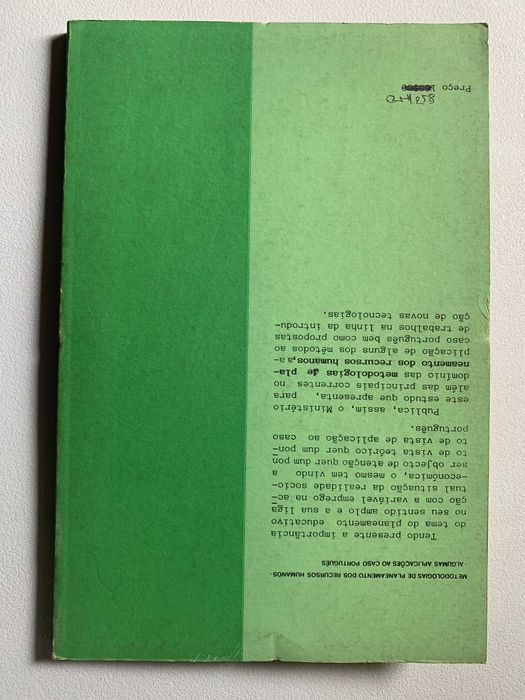 METODOLOGIAS DE PLANEAMENTO DOS RECURSOS HUMANOS-
-ALGUMAS APLICAÇÕES AO CASO PORTUGUÊS
Tendo presente a importância
do tema do planeamento educativo
no seu sentido amplo e a sua liga
ção com a variável emprego na ac-
tual situação da realidade socio-
-económica, o mesmo tem vindo a
ser objecto de atenção quer dum pon
to de vista teórico quer dum pon-
to de vista de aplicação ao caso
português.
Publica, assim, o Ministério
este estudo que apresenta, para
além das principais correntes no
domínio das metodologias de pla-
neamento dos recursos humanos, a a-
plicação de alguns dos métodos ao
caso português bem como propostas
de trabalhos na linha da introdu-
ção de novas tecnologias.
Preço